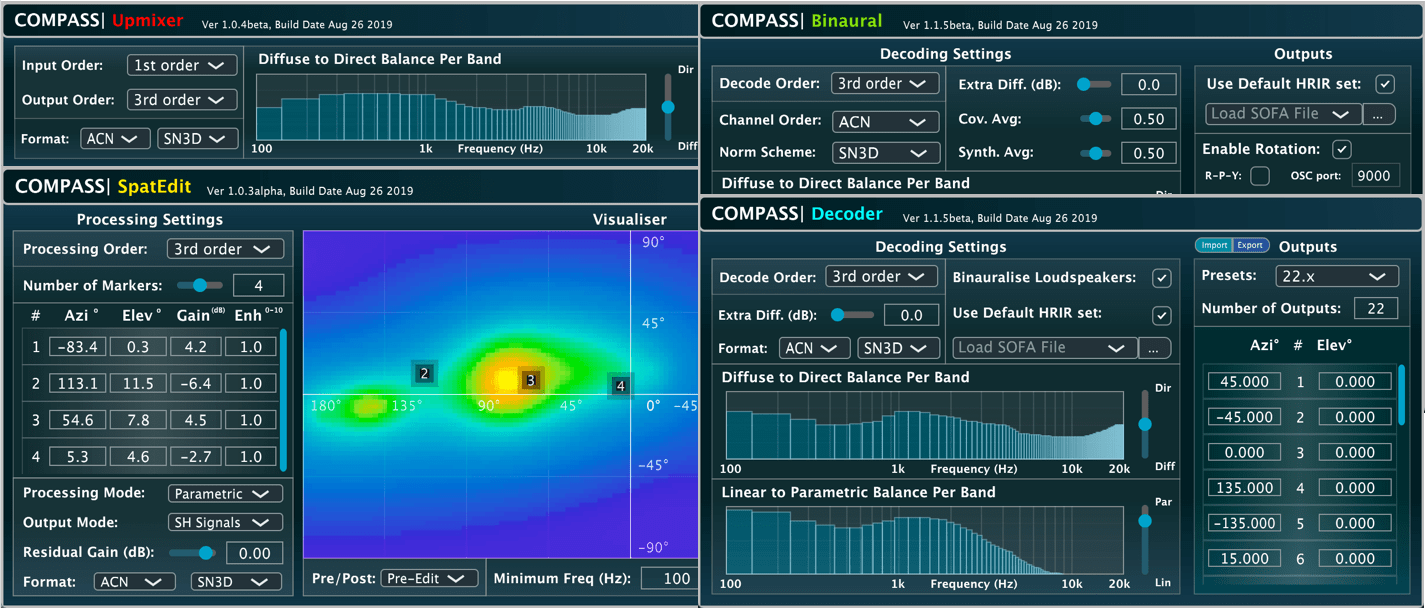 COMPASS| Upmixer Ver 1.0.4beta, Build Date Aug 26 2019
Input Order: 1st order
Output Order: 3rd order
Format: ACN SN3D
Diffuse to Direct Balance Per Band
Dir
Diff
100 1k Frequency (Hz) 10k 20k
COMPASS| SpatEdit Ver 1.0.3alpha, Build Date Aug 26 2019
Processing Settings
Processing Order: 3rd order
Number of Markers: 4
# Azi ° Elev ° Gain (dB) Enh 0-10
1 -83.4 0.3 4.2 1.0
2 113.1 11.5 -6.4 1.0
3 54.6 7.8 4.5 1.0
4 5.3 4.6 -2.7 1.0
Processing Mode: Parametric
Output Mode: SH Signals
Residual Gain (dB): 0.00
Format: ACN SN3D
Visualiser
90°
45°
2
3
4
180° 135° 90° 45° 0° -45
-45°
-90°
Pre/Post: Pre-Edit Minimum Freq (Hz): 100
COMPASS| Binaural Ver 1.1.5beta, Build Date Aug 26 2019
Decoding Settings
Decode Order: 3rd order Extra Diff. (dB): 0.0
Channel Order: ACN Cov. Avg: 0.50
Norm Scheme: SN3D Synth. Avg: 0.50
Diffuse to Direct Balance Per Band
Dir
Outputs
Use Default HRIR set:
Load SOFA File ...
Enable Rotation:
R-P-Y: OSC port: 9000
COMPASS| Decoder Ver 1.1.5beta, Build Date Aug 26 2019
Decoding Settings
Decode Order: 3rd order Binauralise Loudspeakers:
Extra Diff. (dB): 0.0 Use Default HRIR set:
Format: ACN SN3D Load SOFA File ...
Diffuse to Direct Balance Per Band
Dir
Diff
100 1k Frequency (Hz) 10k 20k
Linear to Parametric Balance Per Band
Par
Lin
100 1k Frequency (Hz) 10k 20k
Import Export Outputs
Presets: 22.x
Number of Outputs: 22
Azi° # Elev°
45.000 1 0.000
-45.000 2 0.000
0.000 3 0.000
135.000 4 0.000
-135.000 5 0.000
15.000 6 0.000